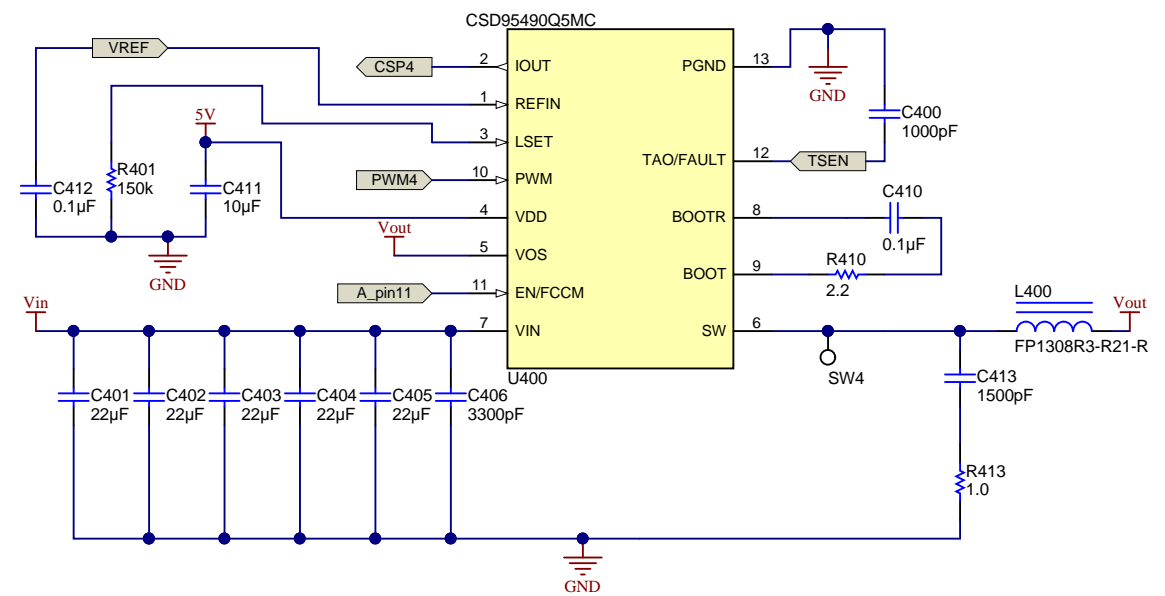 CSD95490Q5MC
VREF
CSP4
2
IOUT
PGND
13
GND
1
REFIN
C400
1000pF
5V
3
LSET
R401
150k
TAO/FAULT
12
TSEN
C412
0.1µF
C411
10µF
PWM4
10
PWM
C410
0.1µF
4
VDD
BOOTR
8
Vout
5
VOS
R410
2.2
BOOT
9
GND
A_pin11
11
EN/FCCM
L400
Vin
Vout
7
VIN
SW
6
FP1308R3-R21-R
SW4
U400
C413
1500pF
C401
22µF
C402
22µF
C403
22µF
C404
22µF
C405
22µF
C406
3300pF
R413
1.0
GND